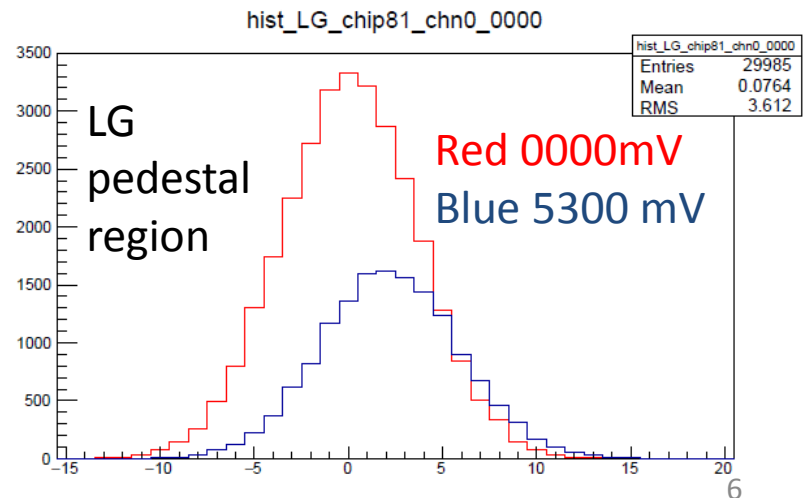 hist_LG_chip81_chn0_0000
hist_LG_chip81_chn0_0000
Entries 29985
Mean 0.0764
RMS 3.612
LG
pedestal
region
Red 0000mV
Blue 5300 mV
3500
3000
2500
2000
1500
1000
500
0
−15 −10 −5 0 5 10 15 20
6